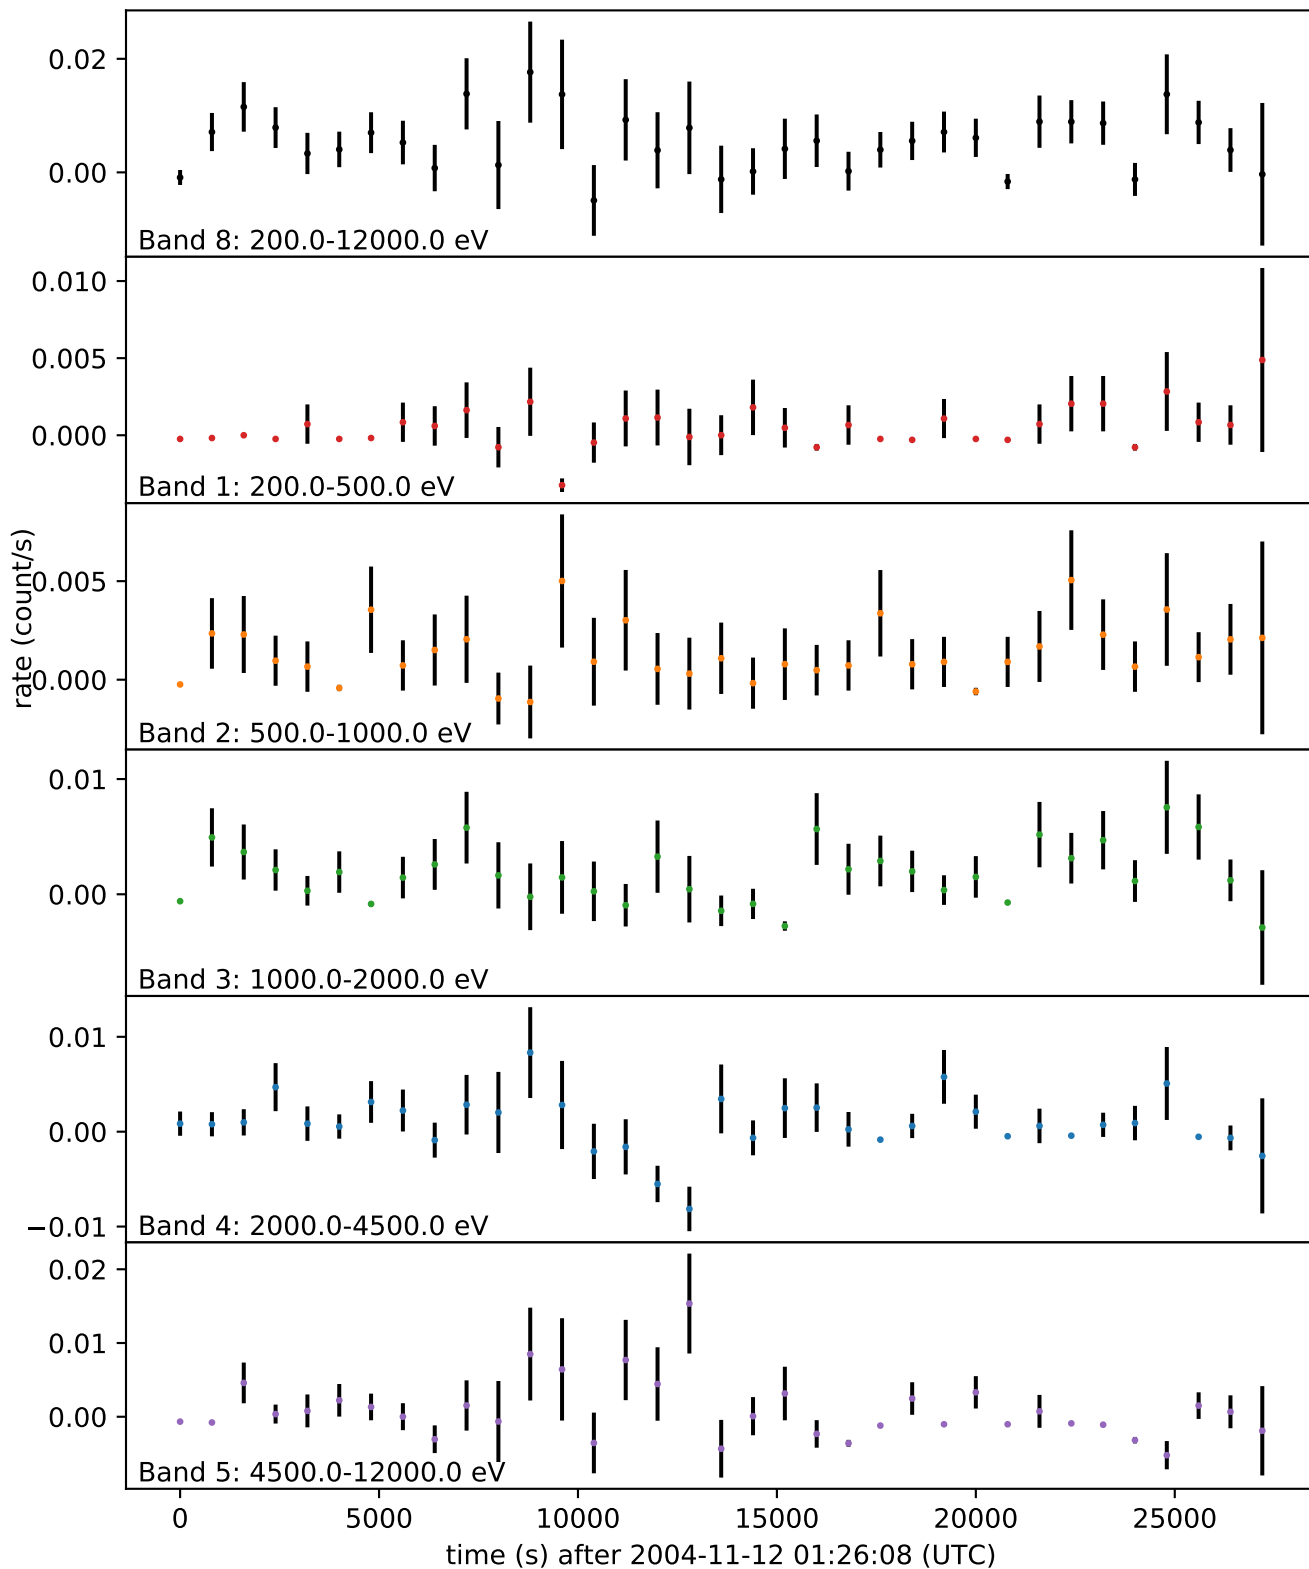 0.02
0.00
Band 8: 200.0-12000.0 eV
0.010
0.005
0.000
Band 1: 200.0-500.0 eV
rate (count/s)
0.005
0.000
Band 2: 500.0-1000.0 eV
0.01
0.00
Band 3: 1000.0-2000.0 eV
0.01
0.00
−0.01
Band 4: 2000.0-4500.0 eV
0.02
0.01
0.00
Band 5: 4500.0-12000.0 eV
0 5000 10000 15000 20000 25000
time (s) after 2004-11-12 01:26:08 (UTC)